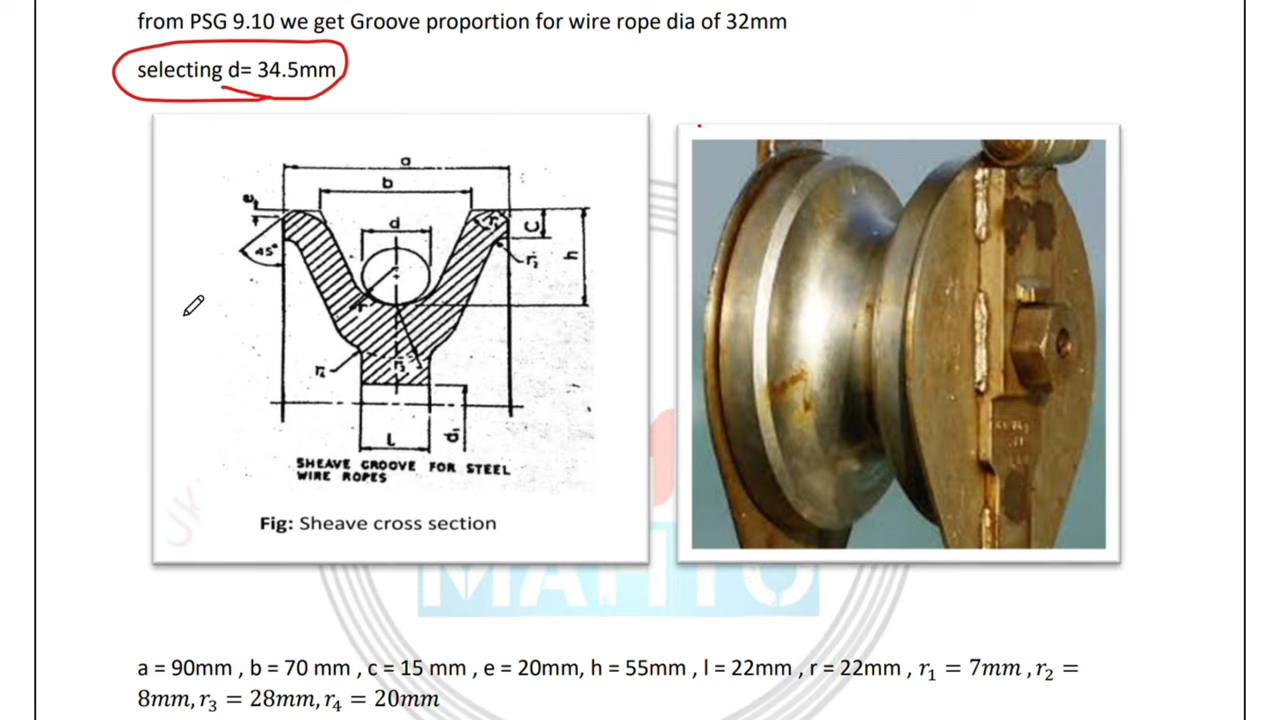 from PSG 9.10 we get Groove proportion for wire rope dia of 32mm
selecting d= 34.5mm
a
b
e
d
C
h
45°
r
r₁
r₂
r₃
r₄
l
d₁
SHEAVE GROOVE FOR STEEL
WIRE ROPES
Fig: Sheave cross section
a = 90mm , b = 70 mm , c = 15 mm , e = 20mm, h = 55mm , l = 22mm , r = 22mm , r₁ = 7mm , r₂ =
8mm, r₃ = 28mm, r₄ = 20mm